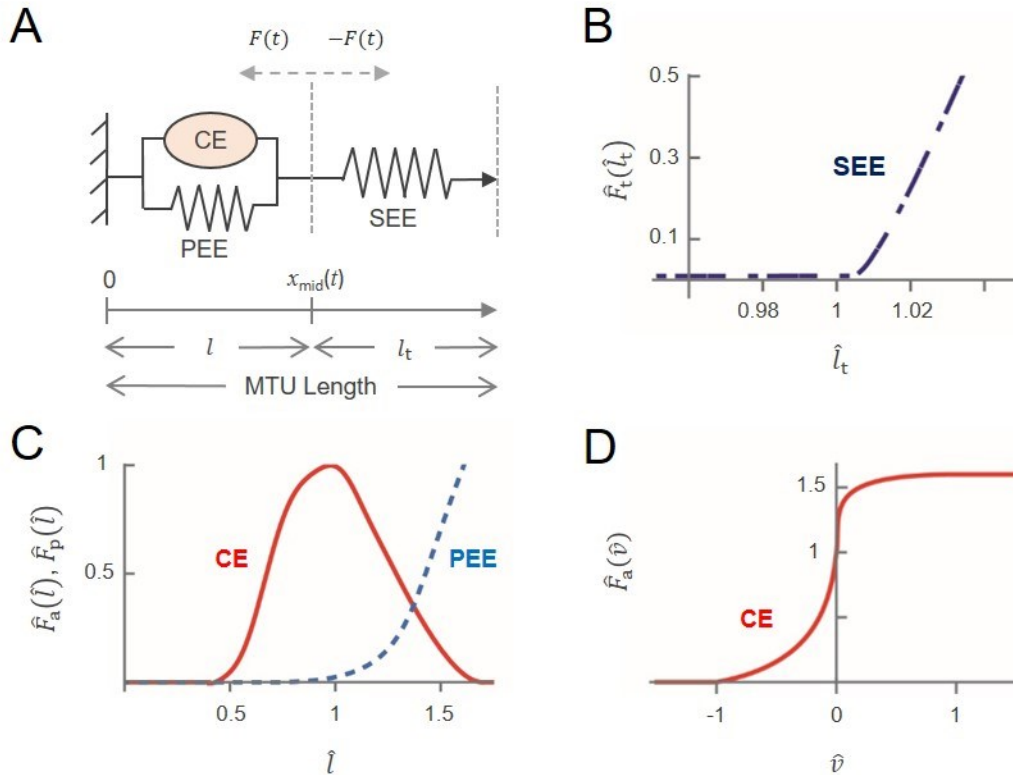 A
F(t) −F(t)
CE
PEE
SEE
0 x_mid(t)
l l_t
MTU Length
B
0.5
0.3
0.1
F̂_t(l̂_t)
SEE
0.98 1 1.02
l̂_t
C
1
0.5
F̂_a(l̂), F̂_p(l̂)
CE
PEE
0.5 1 1.5
l̂
D
1.5
1
F̂_a(v̂)
CE
-1 0 1
v̂